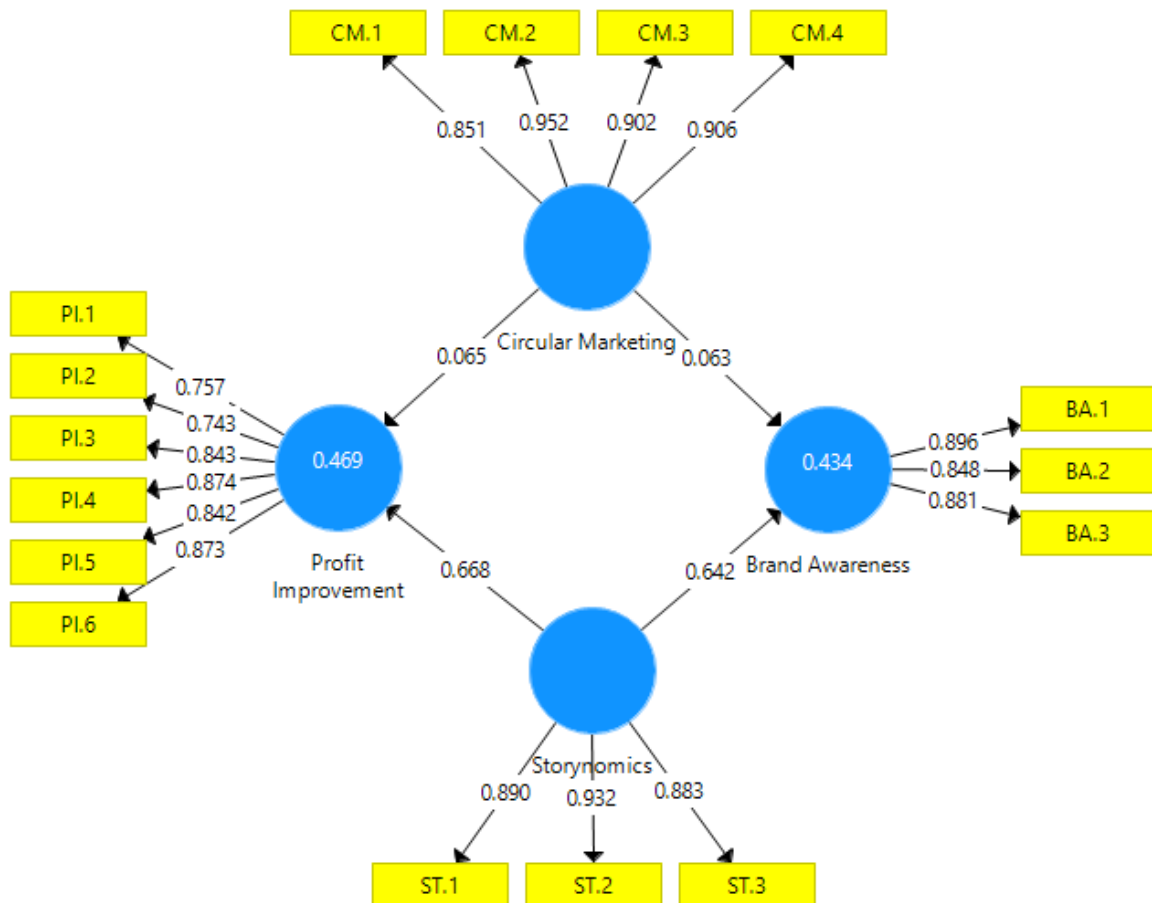 CM.1 CM.2 CM.3 CM.4
0.851 0.952 0.902 0.906
Circular Marketing
0.065 0.063
PI.1
PI.2
PI.3
PI.4
PI.5
PI.6
0.757
0.743
0.843
0.874
0.842
0.873
0.469
Profit
Improvement
0.434
Brand Awareness
0.896
0.848
0.881
BA.1
BA.2
BA.3
0.668 0.642
Storynomics
0.890 0.932 0.883
ST.1 ST.2 ST.3